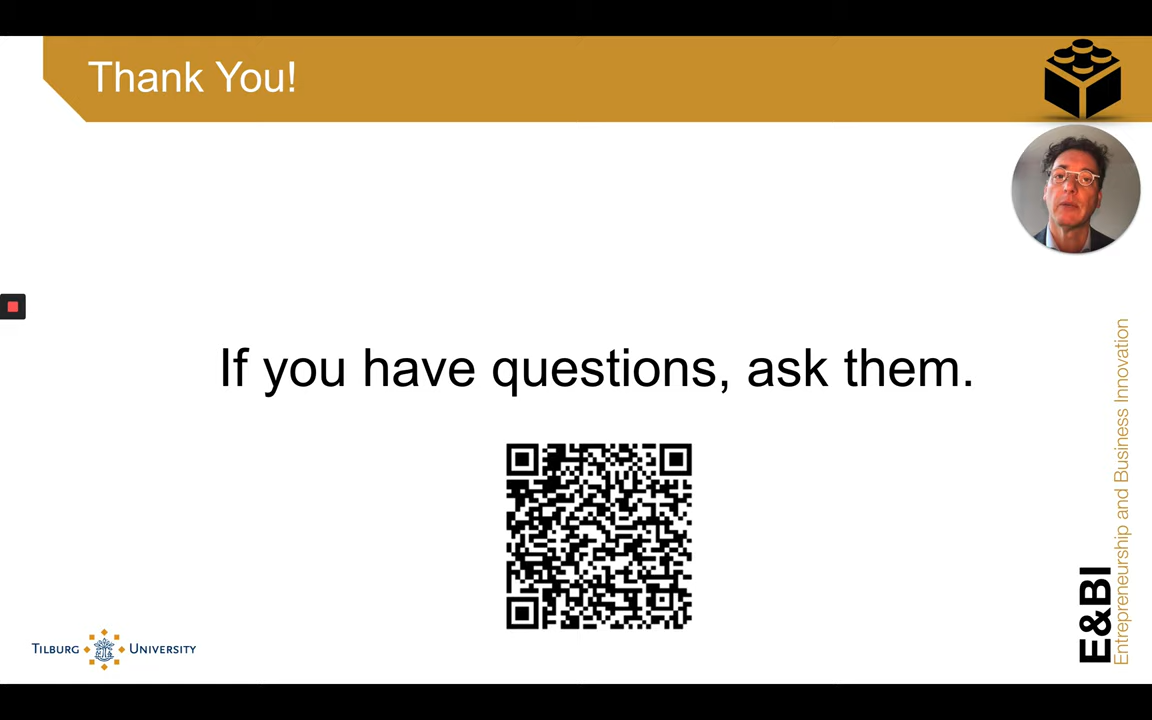 Thank You!
If you have questions, ask them.
E&BI
Entrepreneurship and Business Innovation
TILBURG UNIVERSITY